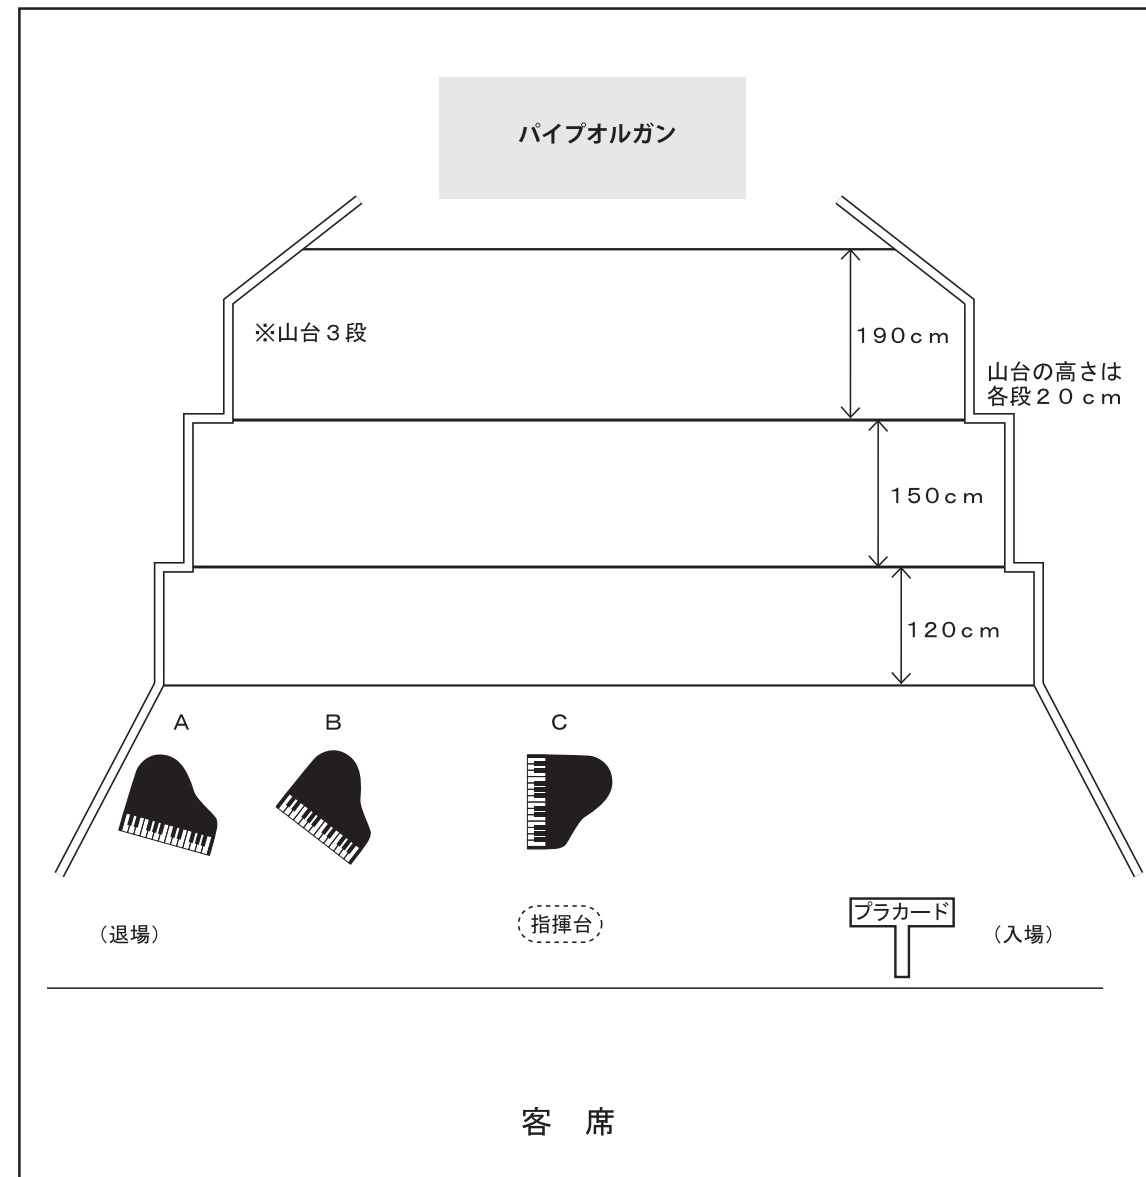 パイプオルガン
※山台３段
190cm
山台の高さは
各段２０cm
150cm
120cm
A
B
C
プラカード
（退場）
指揮台
（入場）
客　席